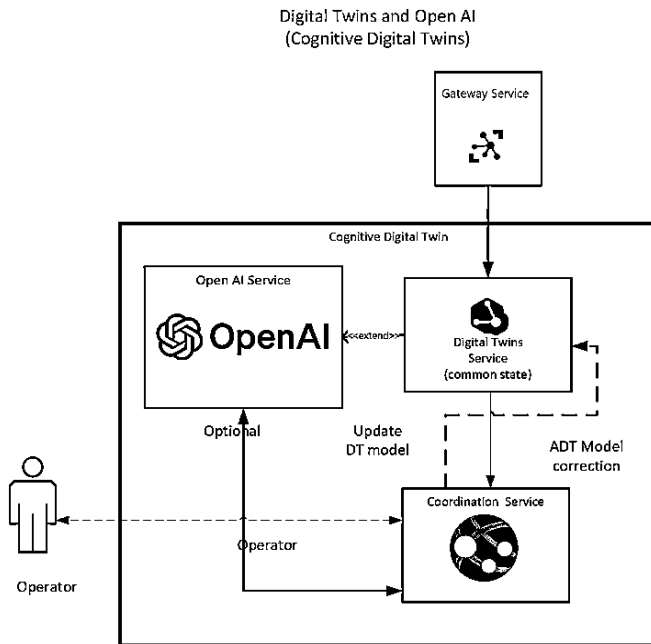 Digital Twins and Open AI
(Cognitive Digital Twins)
Gateway Service
Cognitive Digital Twin
Open AI Service
OpenAI
<<extend>>
Digital Twins
Service
(common state)
Optional
Update
DT model
ADT Model
correction
Coordination Service
Operator
Operator